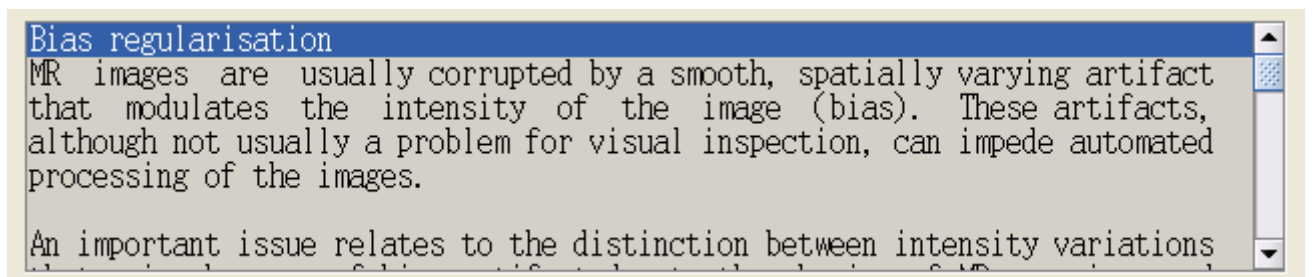 Bias regularisation
MR images are usually corrupted by a smooth, spatially varying artifact
that modulates the intensity of the image (bias). These artifacts,
although not usually a problem for visual inspection, can impede automated
processing of the images.
An important issue relates to the distinction between intensity variations